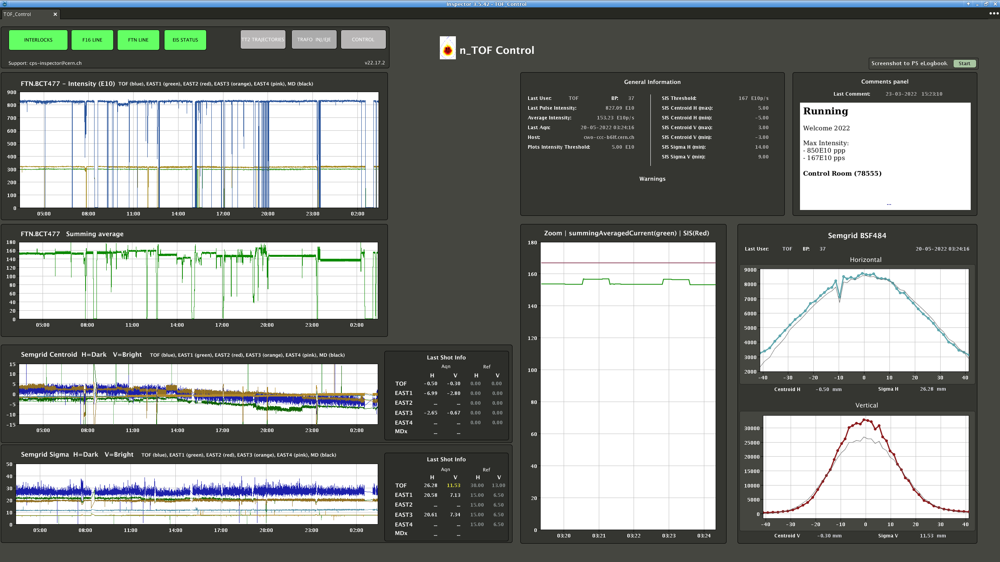 Inspector 3.5.42 - TOF_Control
TOF_Control
INTERLOCKS F16 LINE FTN LINE EIS STATUS TT2 TRAJECTORIES TRAFO INJ/EJE CONTROL
Support: cps-inspector@cern.ch v22.17.2
n_TOF Control
Screenshot to PS eLogbook Start
FTN.BCT477 - Intensity (E10) TOF (blue), EAST1 (green), EAST2 (red), EAST3 (orange), EAST4 (pink), MD (black)
900
800
700
600
500
400
300
200
100
0
05:00 08:00 11:00 14:00 17:00 20:00 23:00 02:00
General Information
Last User: TOF BP: 37
Last Pulse Intensity: 827.09 E10
Average Intensity: 153.23 E10p/s
Last Aqn: 20-05-2022 03:24:16
Host: cwo-ccc-b6lf.cern.ch
Plots Intensity Threshold: 5.00 E10
SIS Threshold: 167 E10p/s
SIS Centroid H (max): 5.00
SIS Centroid H (min): -5.00
SIS Centroid V (max): 3.00
SIS Centroid V (min): -3.00
SIS Sigma H (min): 14.00
SIS Sigma V (min): 9.00
Warnings
Comments panel
Last Comment: 23-03-2022 15:23:10
Running
Welcome 2022
Max Intensity:
- 850E10 ppp
- 167E10 pps
Control Room (78555)
...
FTN.BCT477 Summing average
180
160
140
120
100
80
60
40
20
0
05:00 08:00 11:00 14:00 17:00 20:00 23:00 02:00
Semgrid Centroid H=Dark V=Bright TOF (blue), EAST1 (green), EAST2 (red), EAST3 (orange), EAST4 (pink), MD (black)
15
10
5
0
-5
-10
-15
05:00 08:00 11:00 14:00 17:00 20:00 23:00 02:00
Last Shot Info
Aqn Ref
H V H V
TOF -0.50 -0.30 0.00 0.00
EAST1 -6.99 -2.80 0.00 0.00
EAST2 ... ... 0.00 0.00
EAST3 -2.65 -0.67 0.00 0.00
EAST4 ... ... 0.00 0.00
MDx ... ...
Semgrid Sigma H=Dark V=Bright TOF (blue), EAST1 (green), EAST2 (red), EAST3 (orange), EAST4 (pink), MD (black)
50
40
30
20
10
0
05:00 08:00 11:00 14:00 17:00 20:00 23:00 02:00
Last Shot Info
Aqn Ref
H V H V
TOF 26.28 11.53 30.00 13.00
EAST1 20.58 7.13 15.00 6.50
EAST2 ... ... 15.00 6.50
EAST3 20.61 7.34 15.00 6.50
EAST4 ... ... 15.00 6.50
MDx ... ...
Zoom | summingAveragedCurrent(green) | SIS(Red)
180
160
140
120
100
80
60
40
20
0
03:20 03:21 03:22 03:23 03:24
Semgrid BSF484
Last User: TOF BP: 37 20-05-2022 03:24:16
Horizontal
9000
8000
7000
6000
5000
4000
3000
2000
-40 -30 -20 -10 0 10 20 30 40
Centroid H -0.50 mm Sigma H 26.28 mm
Vertical
30000
25000
20000
15000
10000
5000
0
-40 -30 -20 -10 0 10 20 30 40
Centroid V -0.30 mm Sigma V 11.53 mm